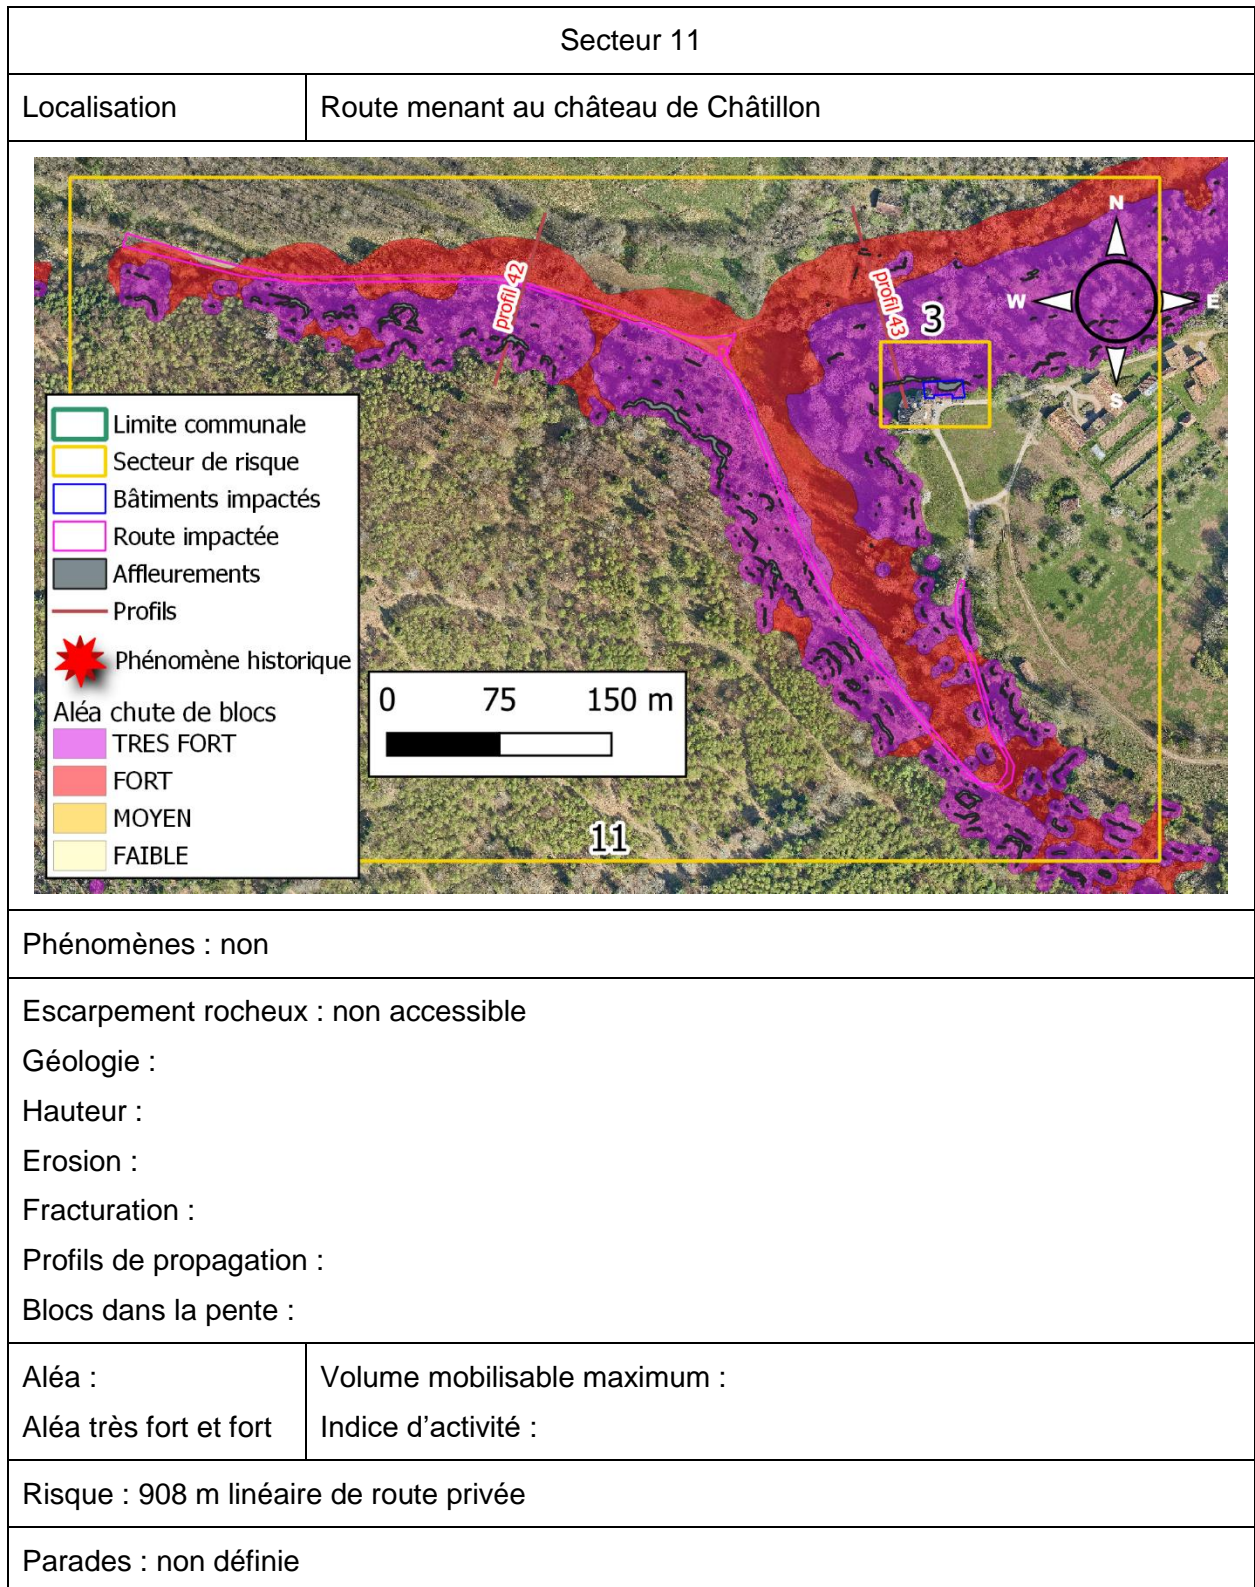 Secteur 11
Localisation
Route menant au château de Châtillon
N
profil 42
profil 43
3
W
E
S
Limite communale
Secteur de risque
Bâtiments impactés
Route impactée
Affleurements
Profils
Phénomène historique
Aléa chute de blocs
TRES FORT
FORT
MOYEN
FAIBLE
0 75 150 m
11
Phénomènes : non
Escarpement rocheux : non accessible
Géologie :
Hauteur :
Erosion :
Fracturation :
Profils de propagation :
Blocs dans la pente :
Aléa :
Aléa très fort et fort
Volume mobilisable maximum :
Indice d’activité :
Risque : 908 m linéaire de route privée
Parades : non définie